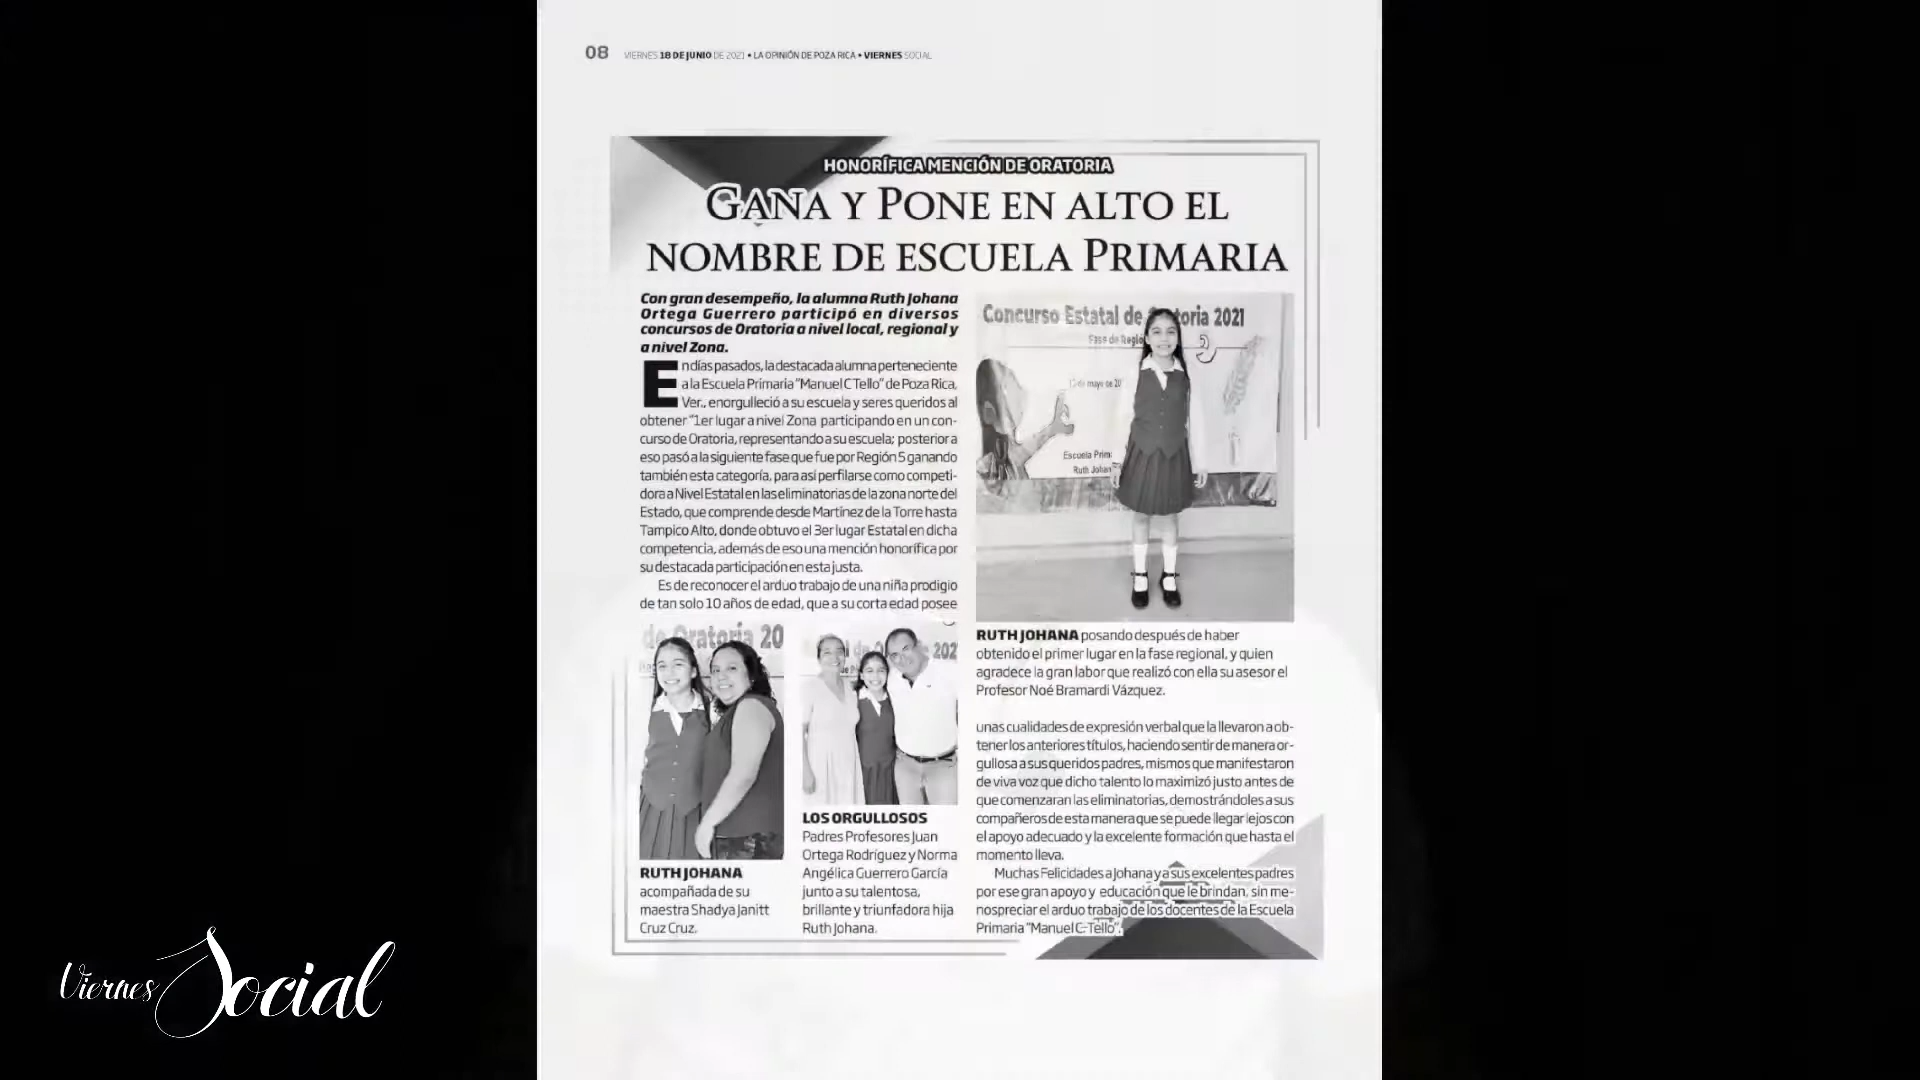 08 VIERNES 18 DE JUNIO DE 2021 • LA OPINIÓN DE POZA RICA • VIERNES SOCIAL
HONORÍFICA MENCIÓN DE ORATORIA
GANA Y PONE EN ALTO EL
NOMBRE DE ESCUELA PRIMARIA
Con gran desempeño, la alumna Ruth Johana
Ortega Guerrero participó en diversos
concursos de Oratoria a nivel local, regional y
a nivel Zona.
En días pasados, la destacada alumna perteneciente
a la Escuela Primaria "Manuel C Tello" de Poza Rica,
Ver., enorgulleció a su escuela y seres queridos al
obtener "1er lugar a nivel Zona participando en un con-
curso de Oratoria, representando a su escuela; posterior a
eso pasó a la siguiente fase que fue por Región 5 ganando
también esta categoría, para así perfilarse como competi-
dora a Nivel Estatal en las eliminatorias de la zona norte del
Estado, que comprende desde Martínez de la Torre hasta
Tampico Alto, donde obtuvo el 3er lugar Estatal en dicha
competencia, además de eso una mención honorífica por
su destacada participación en esta justa.
Es de reconocer el arduo trabajo de una niña prodigio
de tan solo 10 años de edad, que a su corta edad posee
Concurso Estatal de toria 2021
Fase de Regio 5
mayo de 20
Escuela Prim
Ruth Johan
RUTH JOHANA posando después de haber
obtenido el primer lugar en la fase regional, y quien
agradece la gran labor que realizó con ella su asesor el
Profesor Noé Bramardi Vázquez.
de Oratoria 20
RUTH JOHANA
acompañada de su
maestra Shadya Janitt
Cruz Cruz.
LOS ORGULLOSOS
Padres Profesores Juan
Ortega Rodríguez y Norma
Angélica Guerrero García
junto a su talentosa,
brillante y triunfadora hija
Ruth Johana.
unas cualidades de expresión verbal que la llevaron a ob-
tener los anteriores títulos, haciendo sentir de manera or-
gullosa a sus queridos padres, mismos que manifestaron
de viva voz que dicho talento lo maximizó justo antes de
que comenzaran las eliminatorias, demostrándoles a sus
compañeros de esta manera que se puede llegar lejos con
el apoyo adecuado y la excelente formación que hasta el
momento lleva.
Muchas Felicidades a Johana y a sus excelentes padres
por ese gran apoyo y educación que le brindan, sin me-
nospreciar el arduo trabajo de los docentes de la Escuela
Primaria "Manuel C. Tello".
Viernes Social